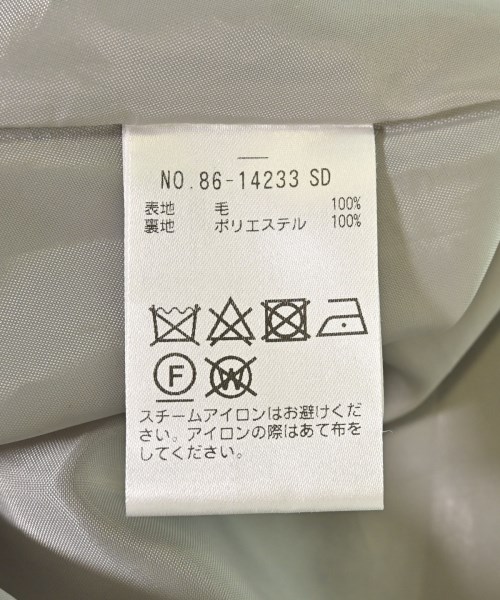 NO.86-14233 SD
表地 毛 100%
裏地 ポリエステル 100%
F W
スチームアイロンはお避けくだ
さい。アイロンの際はあて布を
してください。